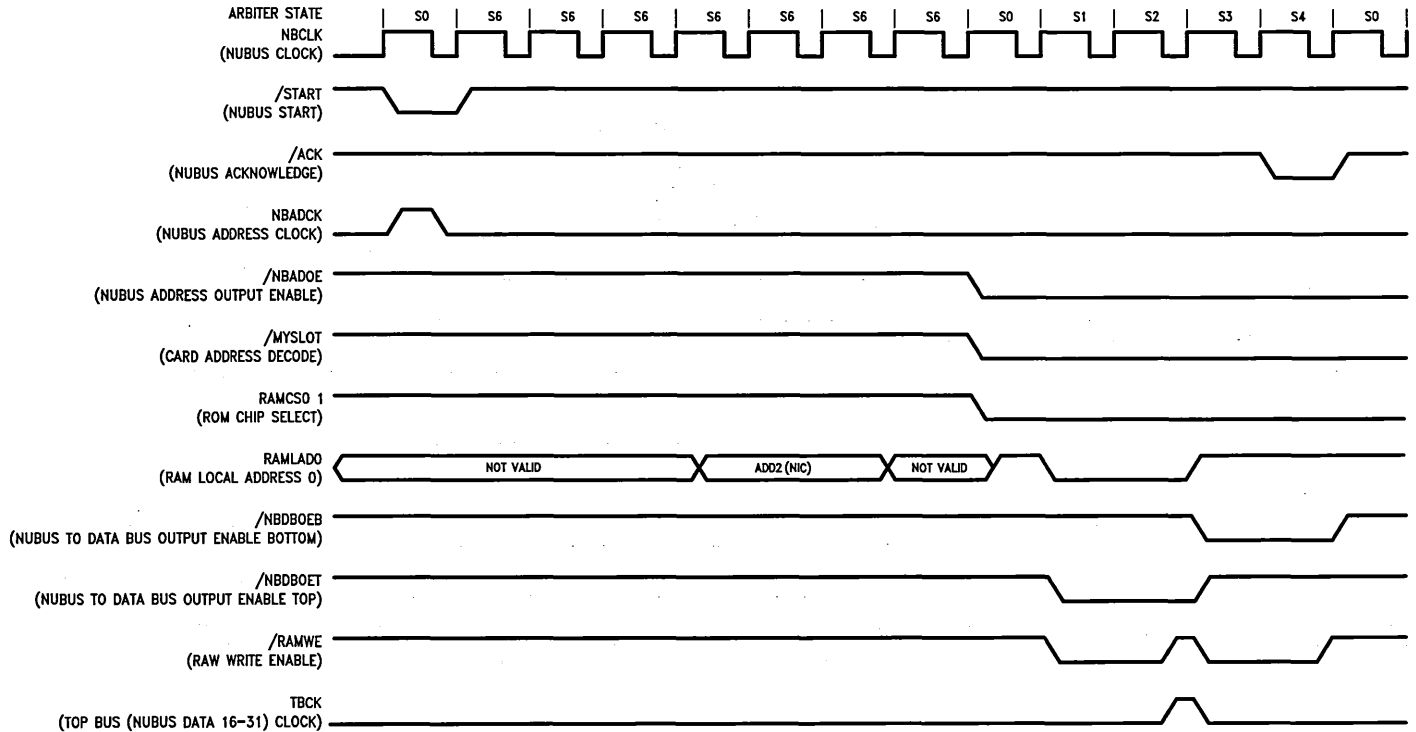 ARBITER STATE | S0 | S6 | S6 | S6 | S6 | S6 | S6 | S6 | S0 | S1 | S2 | S3 | S4 | S0 |
NBCLK
(NUBUS CLOCK)
/START
(NUBUS START)
/ACK
(NUBUS ACKNOWLEDGE)
NBADCK
(NUBUS ADDRESS CLOCK)
/NBADOE
(NUBUS ADDRESS OUTPUT ENABLE)
/MYSLOT
(CARD ADDRESS DECODE)
RAMCS0 1
(ROM CHIP SELECT)
RAMLAD0
(RAM LOCAL ADDRESS 0)
NOT VALID
ADD2 (NIC)
NOT VALID
/NBDBOEB
(NUBUS TO DATA BUS OUTPUT ENABLE BOTTOM)
/NBDBOET
(NUBUS TO DATA BUS OUTPUT ENABLE TOP)
/RAMWE
(RAW WRITE ENABLE)
TBCK
(TOP BUS (NUBUS DATA 16-31) CLOCK)